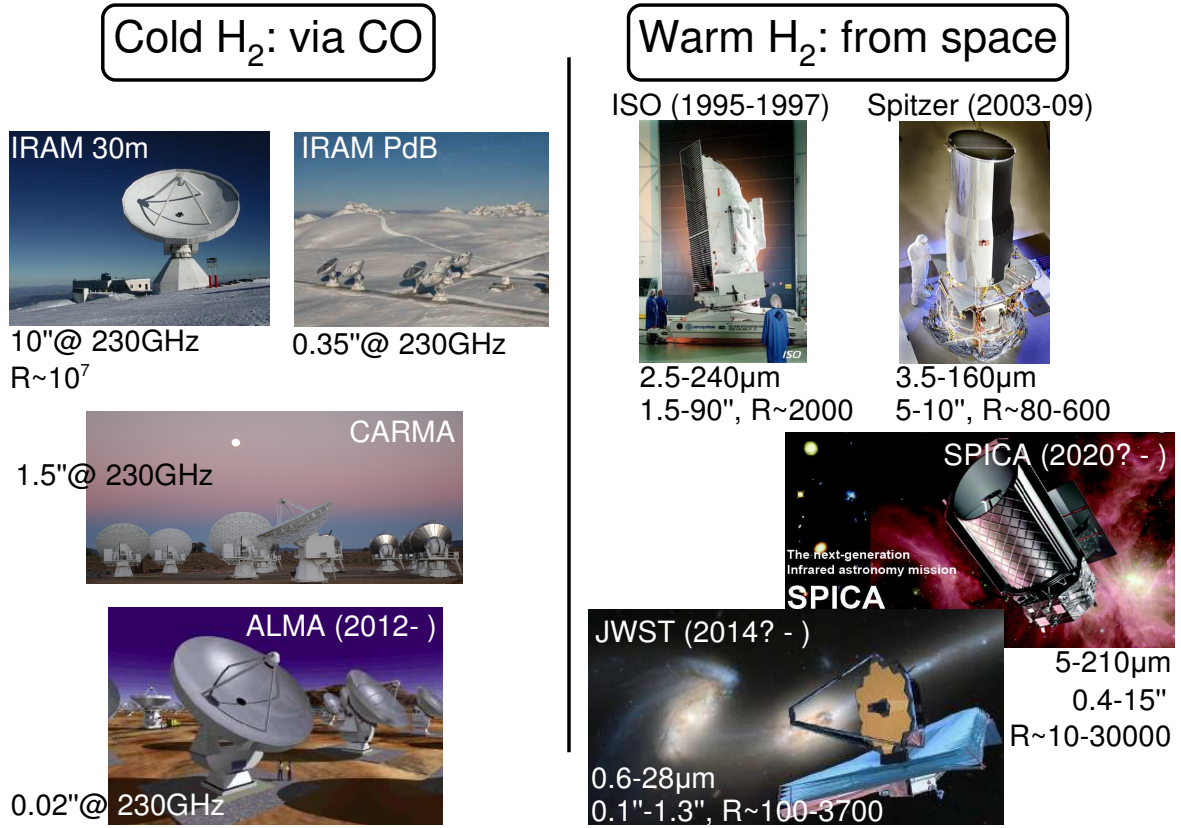 Cold H₂: via CO
IRAM 30m
IRAM PdB
10"@ 230GHz
R~10⁷
0.35"@ 230GHz
CARMA
1.5"@ 230GHz
ALMA (2012- )
0.02"@ 230GHz
Warm H₂: from space
ISO (1995-1997)
Spitzer (2003-09)
ISO
2.5-240µm
1.5-90", R~2000
3.5-160µm
5-10", R~80-600
SPICA (2020? - )
The next-generation
Infrared astronomy mission
SPICA
5-210µm
0.4-15"
R~10-30000
JWST (2014? - )
0.6-28µm
0.1"-1.3", R~100-3700